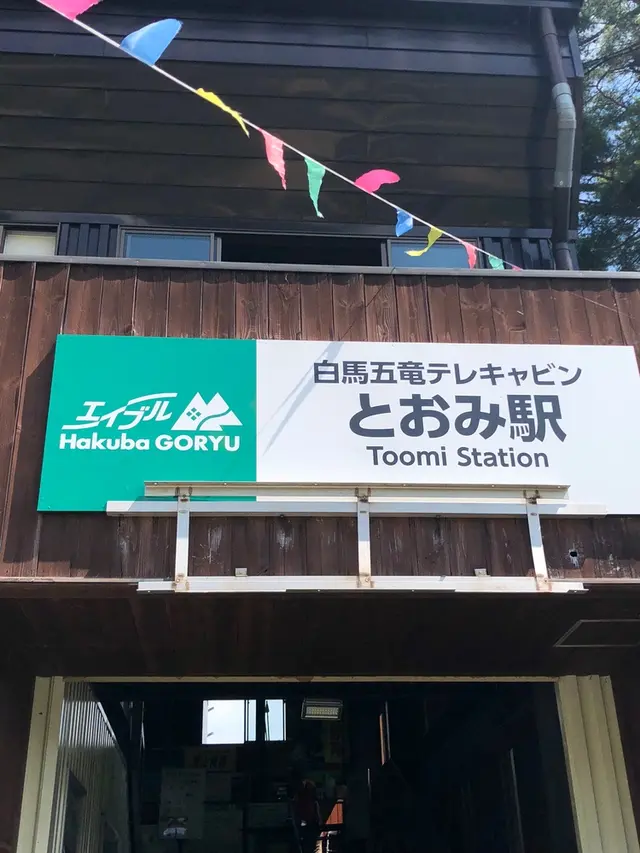 エイブル
Hakuba GORYU
白馬五竜テレキャビン
とおみ駅
Toomi Station